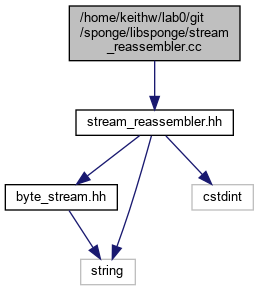 /home/keithw/lab0/git
/sponge/libsponge/stream
_reassembler.cc
stream_reassembler.hh
byte_stream.hh
cstdint
string